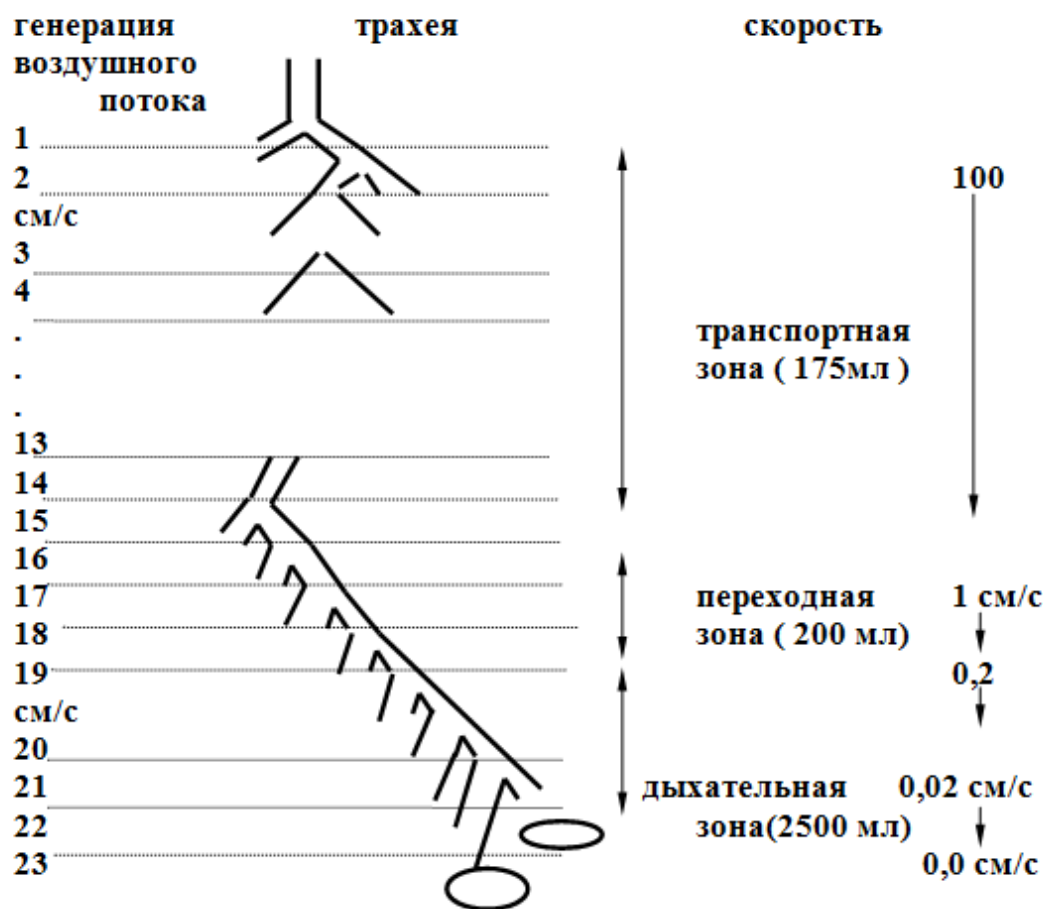 генерация трахея скорость
воздушного
потока
1
2 100
см/с
3
4
.
транспортная
. зона ( 175мл )
.
13
14
15
16
17 переходная 1 см/с
18 зона ( 200 мл)
19 0,2
см/с
20
21 дыхательная 0,02 см/с
22 зона(2500 мл)
23 0,0 см/с